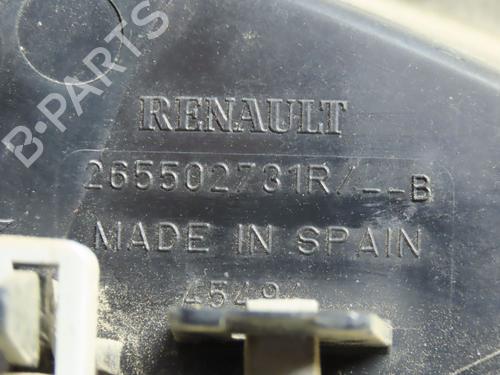 B-PARTS
RENAULT
265502731R/--B
MADE IN SPAIN